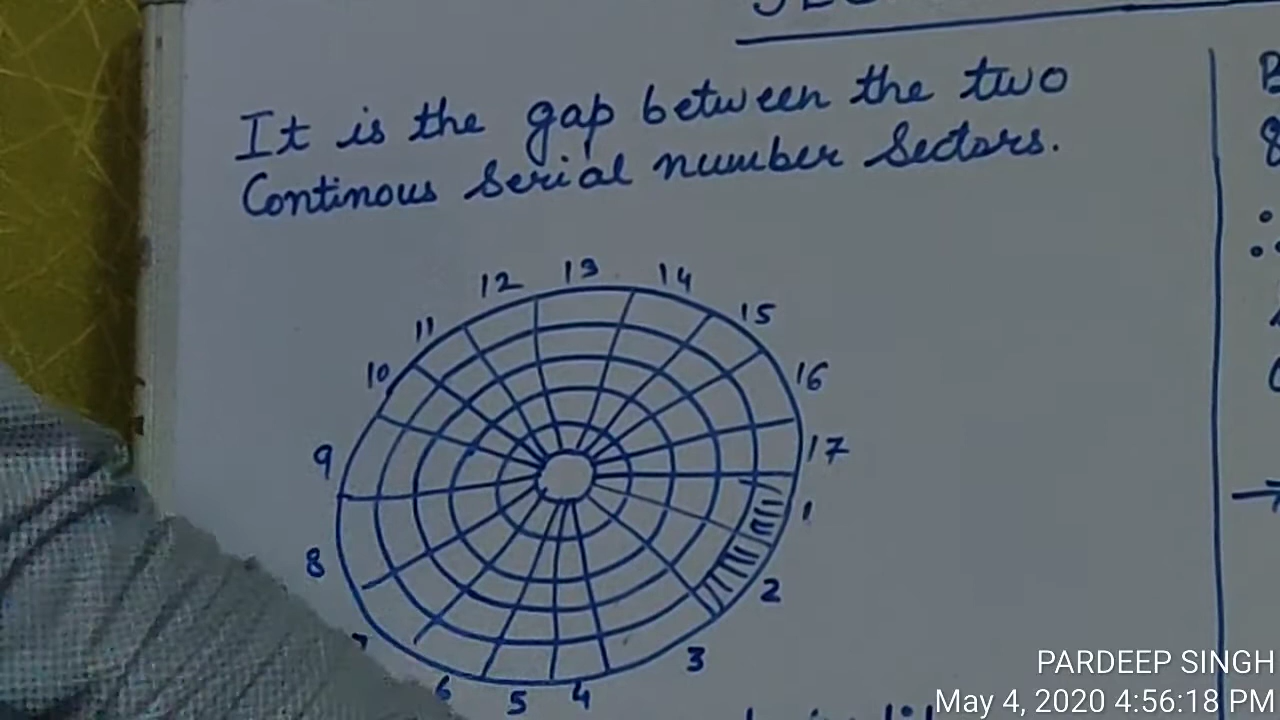 It is the gap between the two
Continous Serial number Sectors.
12 13 14
11 15
10 16
9 17
1
8 2
3
6 5 4
PARDEEP SINGH
May 4, 2020 4:56:18 PM